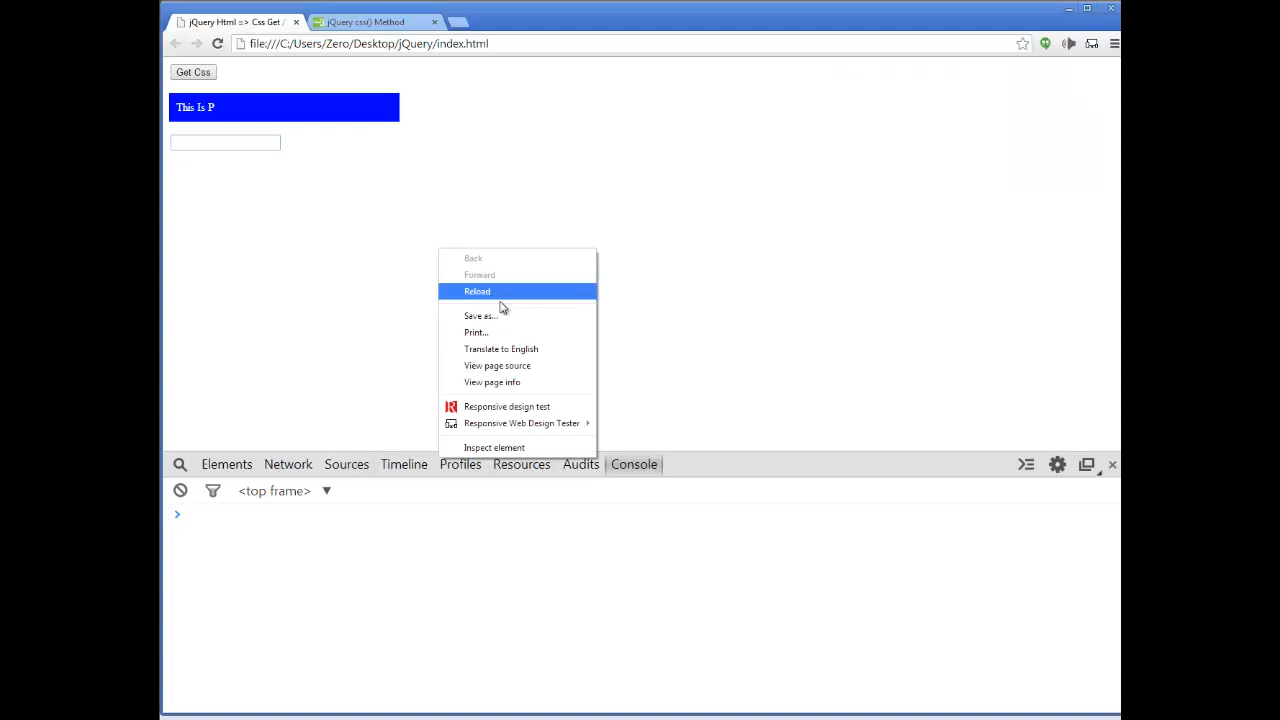 jQuery Html => Css Get /
jQuery css() Method
file:///C:/Users/Zero/Desktop/jQuery/index.html
Get Css
This Is P
Back
Forward
Reload
Save as...
Print...
Translate to English
View page source
View page info
Responsive design test
Responsive Web Design Tester
Inspect element
Elements Network Sources Timeline Profiles Resources Audits Console
<top frame>